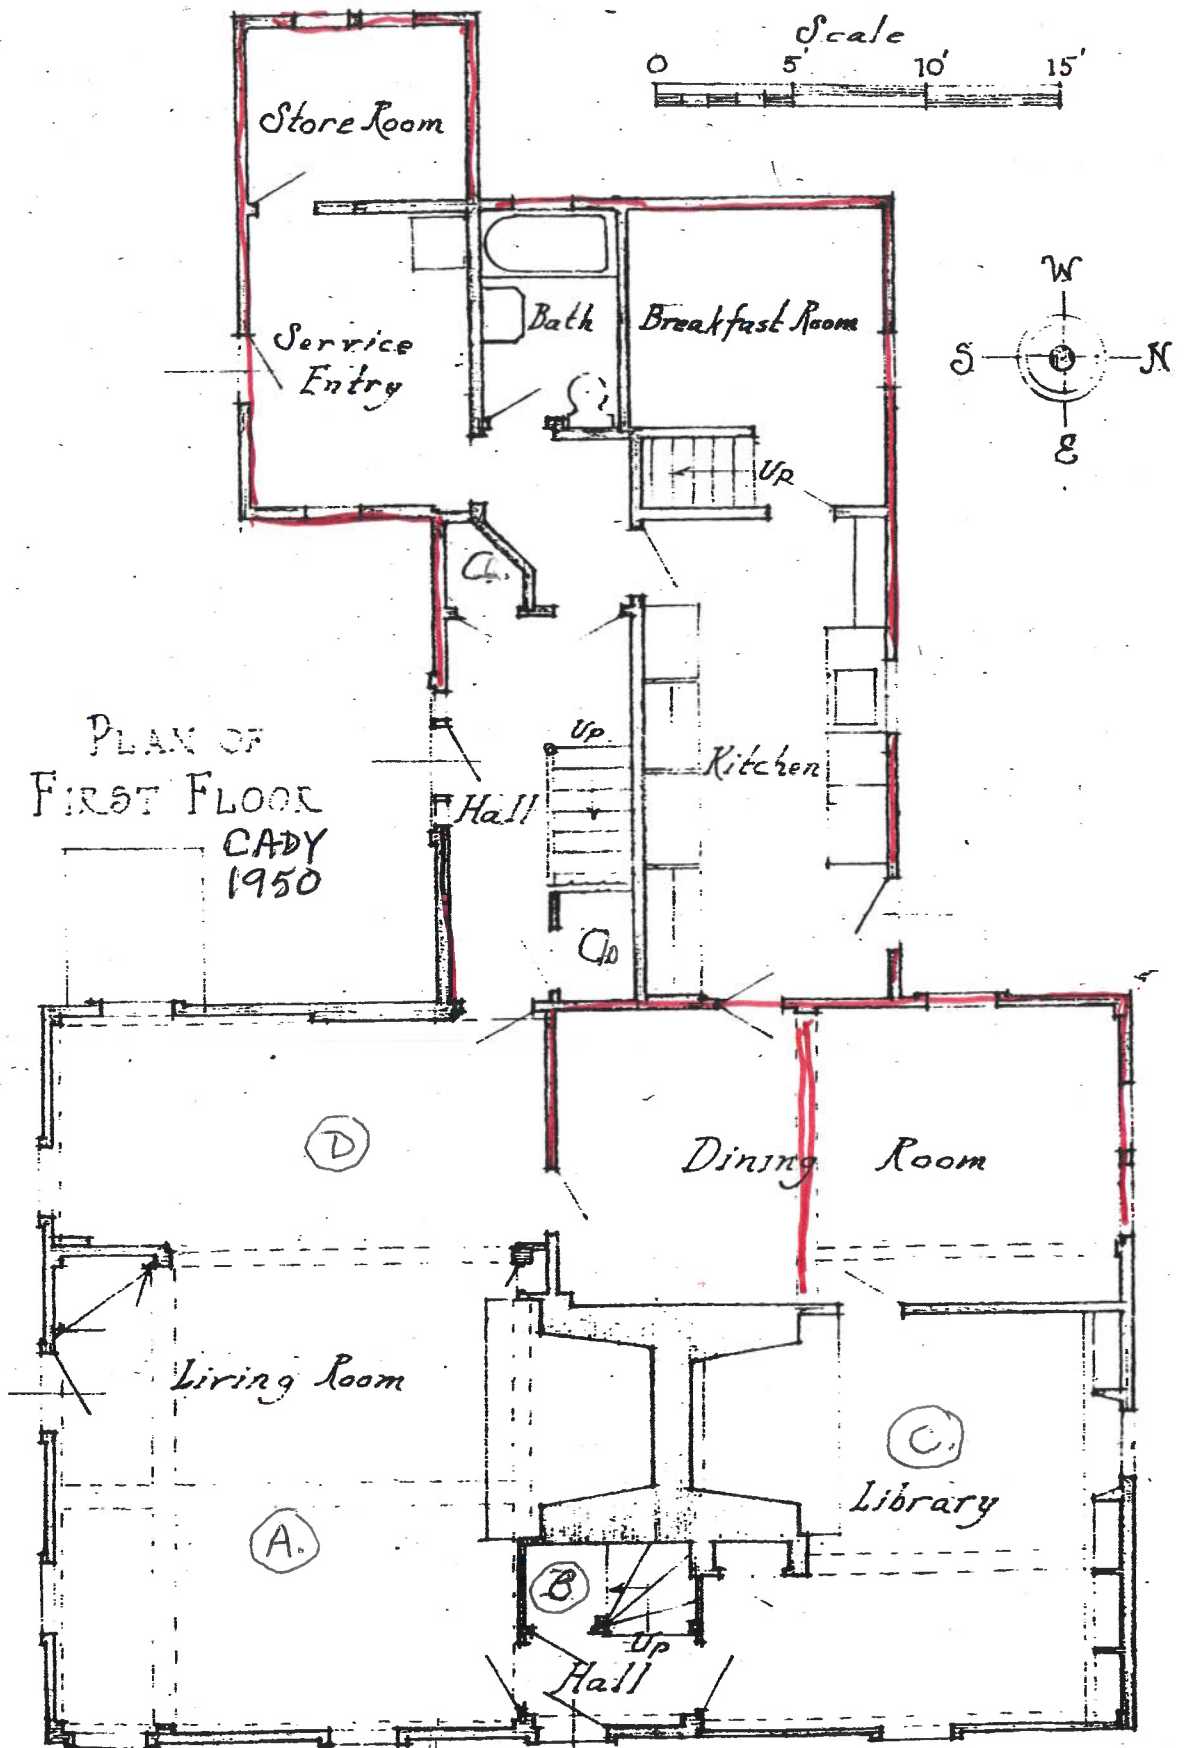 Scale
0 5' 10' 15'
Store Room
W
S N
E
Service
Entry
Bath
Breakfast Room
Up
CL.
PLAN OF
FIRST FLOOR
CADY
1950
Up
Hall
Kitchen
D
Dining Room
Living Room
C.
Library
A.
B
Up
Hall